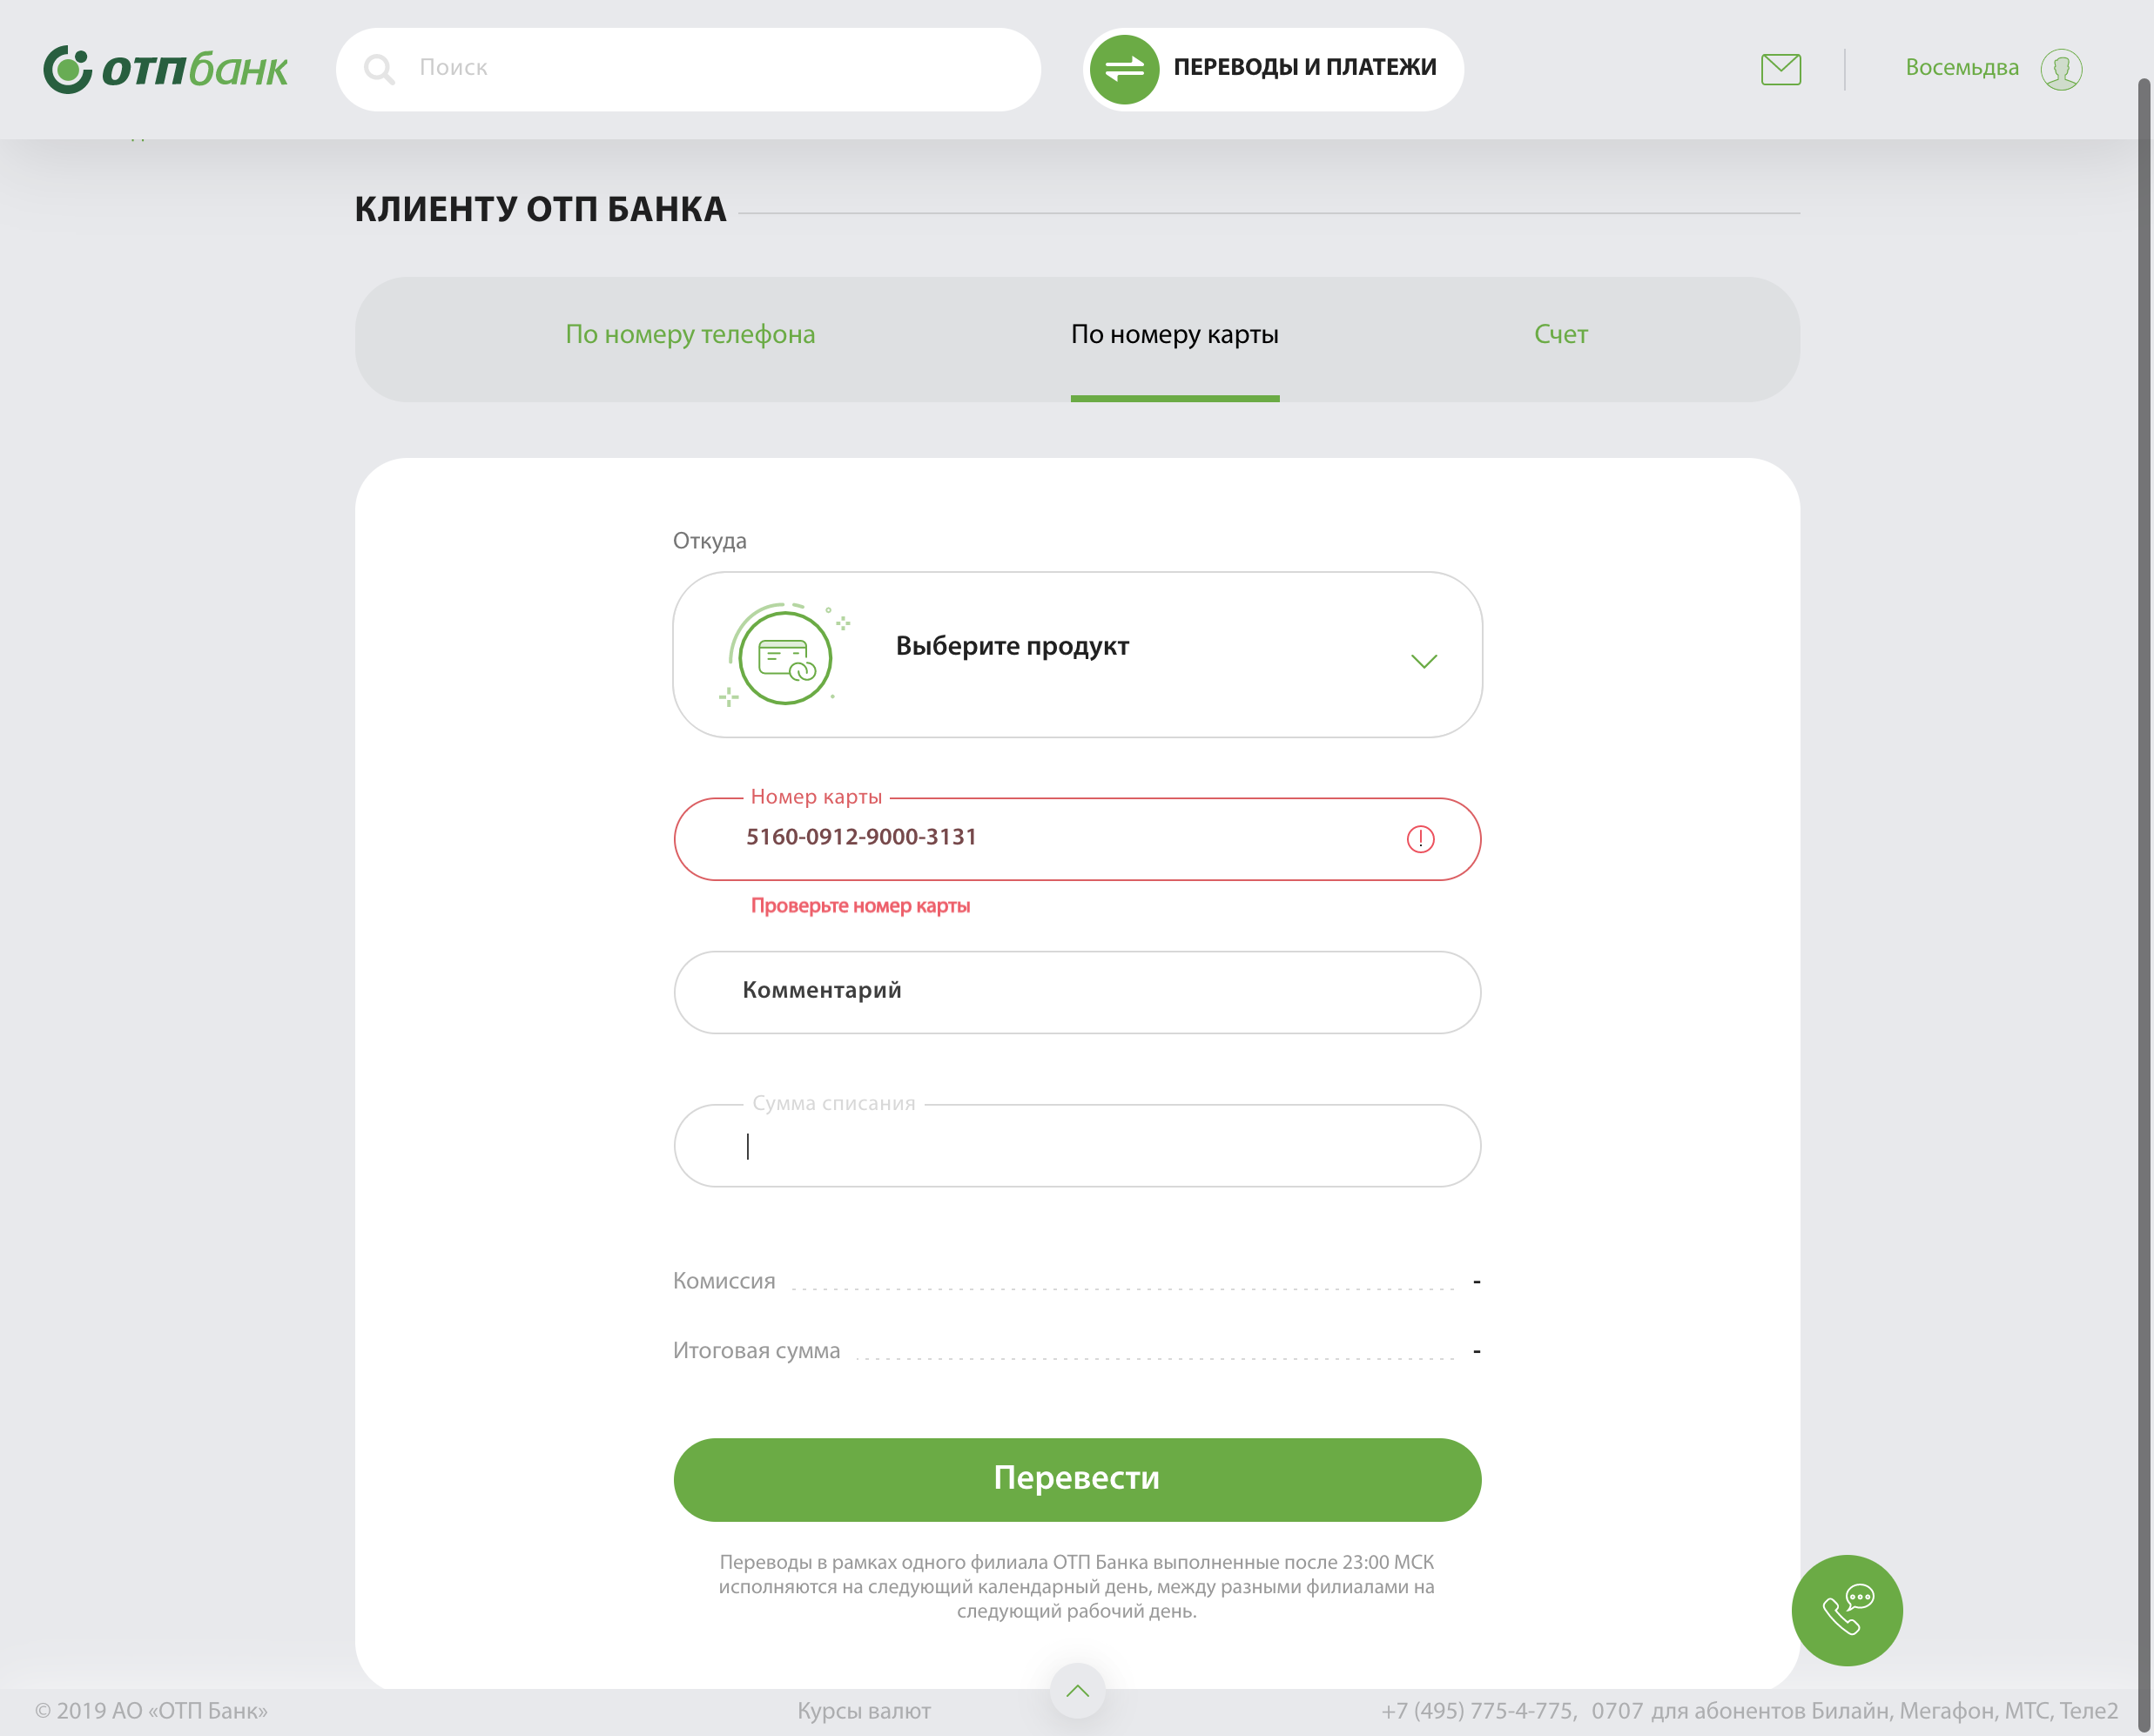 отпбанк
Поиск
ПЕРЕВОДЫ И ПЛАТЕЖИ
Восемьдва
КЛИЕНТУ ОТП БАНКА
По номеру телефона
По номеру карты
Счет
Откуда
Выберите продукт
Номер карты
5160-0912-9000-3131
Проверьте номер карты
Комментарий
Сумма списания
Комиссия -
Итоговая сумма -
Перевести
Переводы в рамках одного филиала ОТП Банка выполненные после 23:00 МСК
исполняются на следующий календарный день, между разными филиалами на
следующий рабочий день.
© 2019 АО «ОТП Банк»
Курсы валют
+7 (495) 775-4-775, 0707 для абонентов Билайн, Мегафон, МТС, Теле2